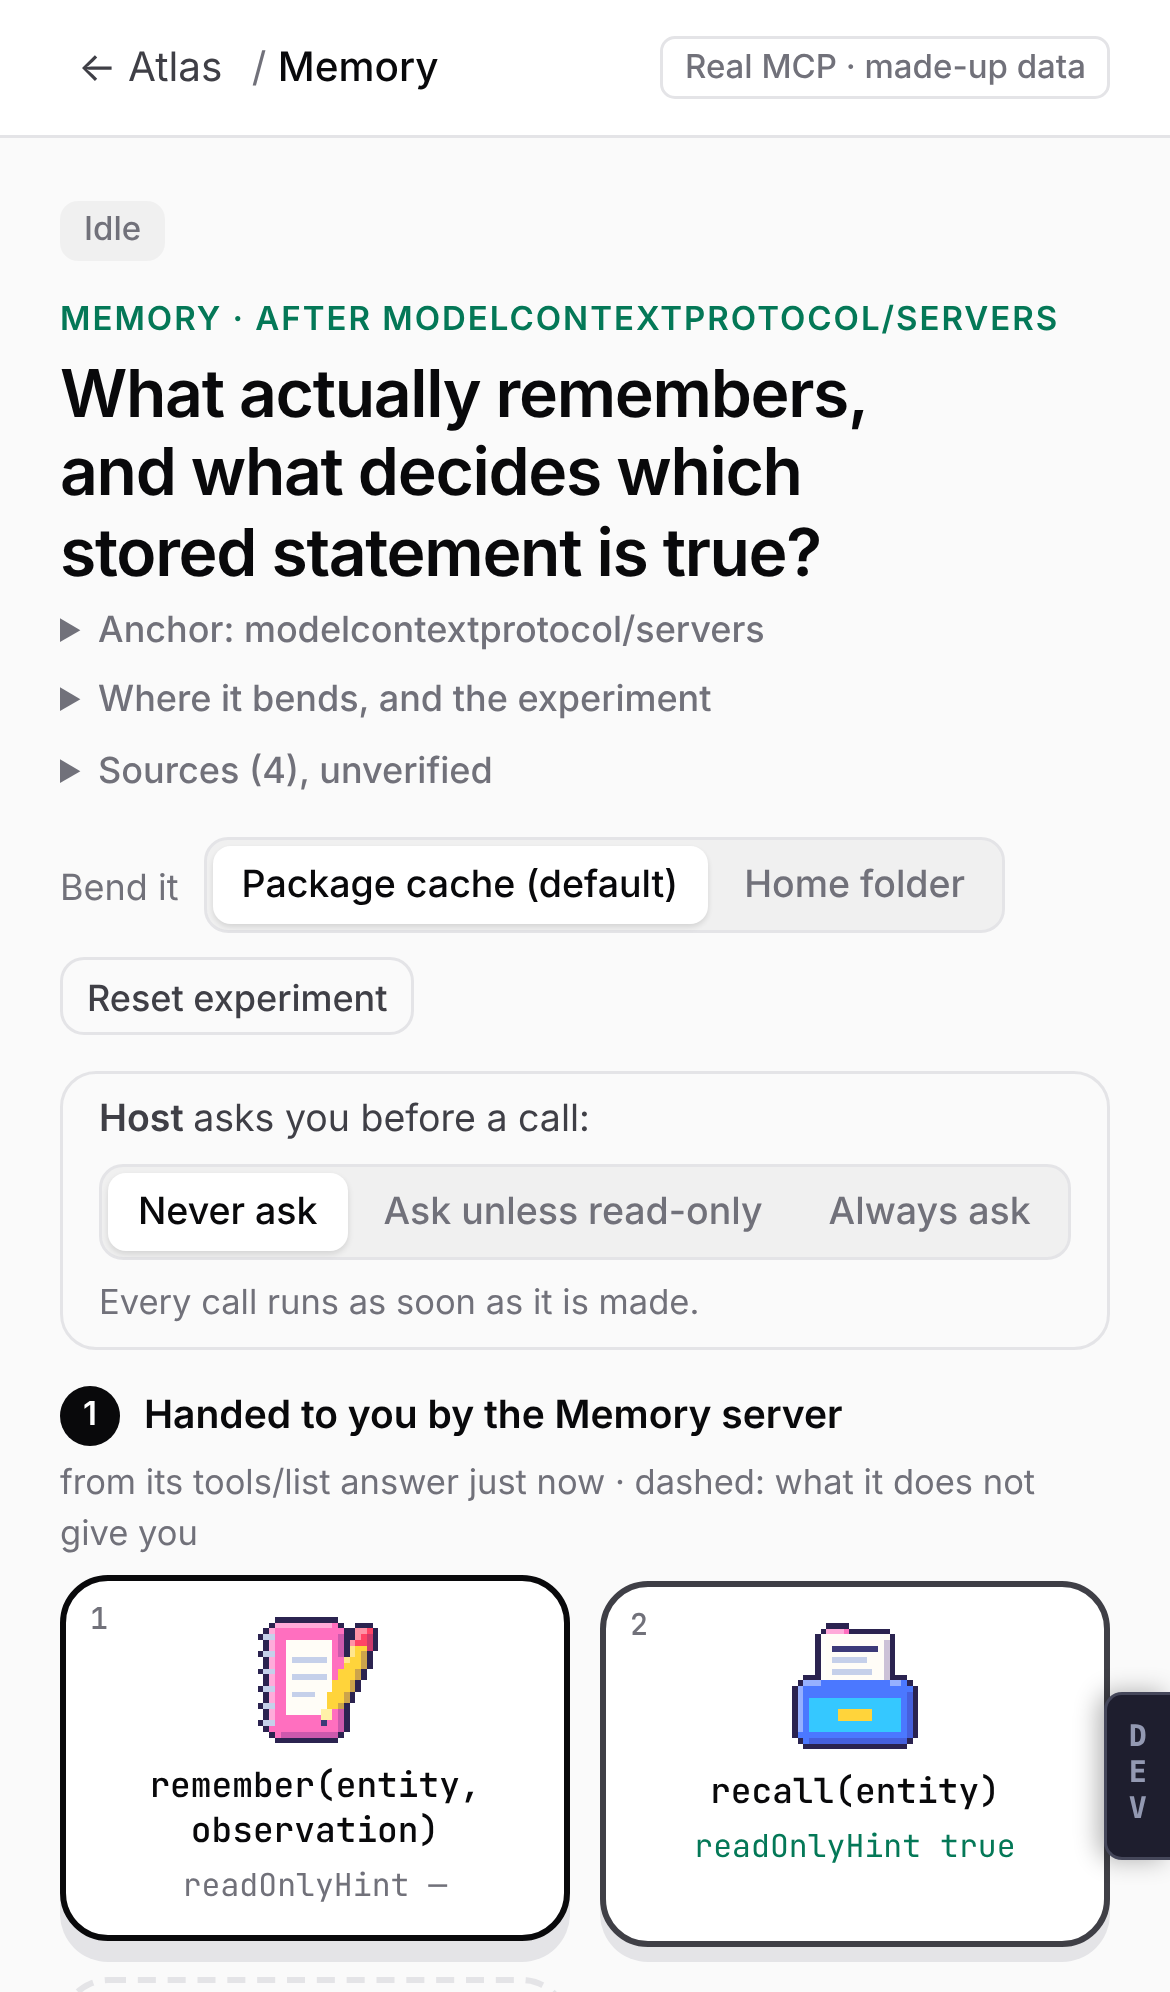 ← Atlas / Memory
Real MCP · made-up data
Idle
MEMORY · AFTER MODELCONTEXTPROTOCOL/SERVERS
What actually remembers,
and what decides which
stored statement is true?
▶ Anchor: modelcontextprotocol/servers
▶ Where it bends, and the experiment
▶ Sources (4), unverified
Bend it
Package cache (default)
Home folder
Reset experiment
Host asks you before a call:
Never ask
Ask unless read-only
Always ask
Every call runs as soon as it is made.
1 Handed to you by the Memory server
from its tools/list answer just now · dashed: what it does not
give you
1
remember(entity,
observation)
readOnlyHint –
2
recall(entity)
readOnlyHint true
DEV